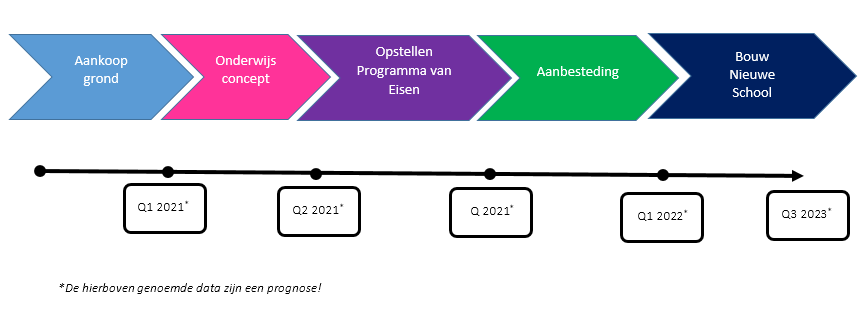 Aankoop
grond
Onderwijs
concept
Opstellen
Programma van
Eisen
Aanbesteding
Bouw
Nieuwe
School
Q1 2021*
Q2 2021*
Q 2021*
Q1 2022*
Q3 2023*
*De hierboven genoemde data zijn een prognose!